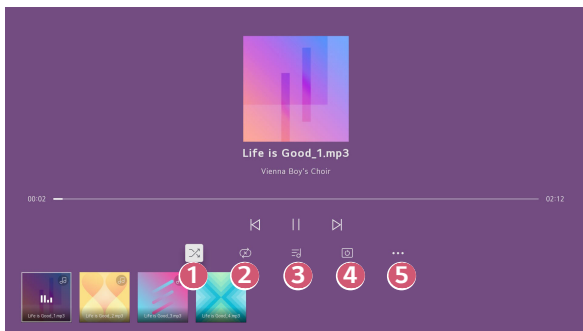 Life is Good_1.mp3
Vienna Boy's Choir
00:02
02:12
1 2 3 4 5
Life is Good_1.mp3 Life is Good_2.mp3 Life is Good_3.mp3 Life is Good_4.mp3